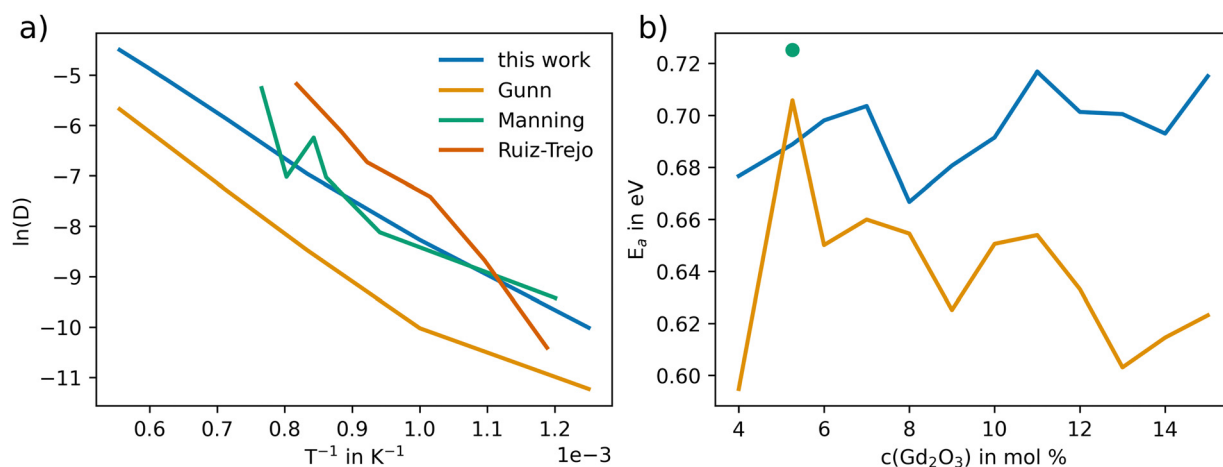 a)
ln(D)
−5
−6
−7
−8
−9
−10
−11
this work
Gunn
Manning
Ruiz-Trejo
0.6 0.7 0.8 0.9 1.0 1.1 1.2
T⁻¹ in K⁻¹
1e−3
b)
Eₐ in eV
0.72
0.70
0.68
0.66
0.64
0.62
0.60
4 6 8 10 12 14
c(Gd₂O₃) in mol %